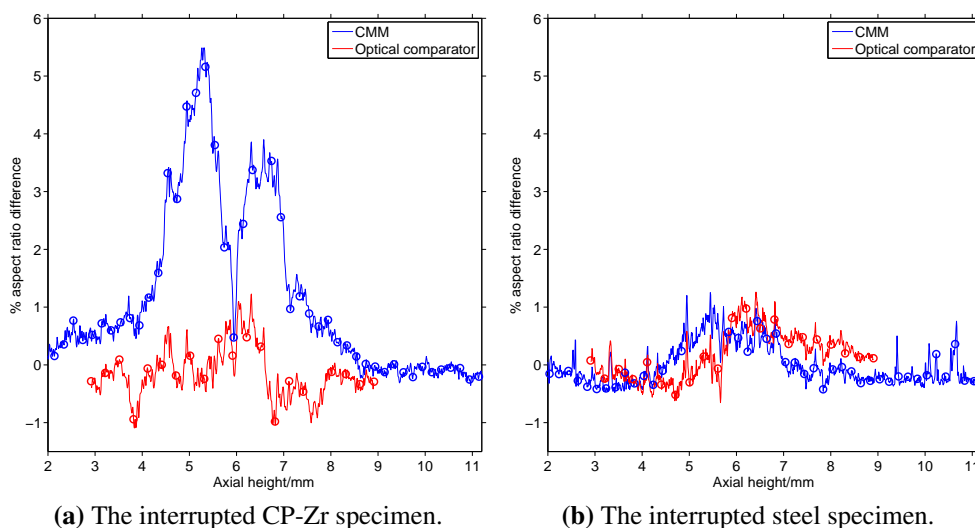 CMM
Optical comparator
6
5
4
3
2
1
0
−1
% aspect ratio difference
2 3 4 5 6 7 8 9 10 11
Axial height/mm
(a) The interrupted CP-Zr specimen.
CMM
Optical comparator
6
5
4
3
2
1
0
−1
% aspect ratio difference
2 3 4 5 6 7 8 9 10 11
Axial height/mm
(b) The interrupted steel specimen.